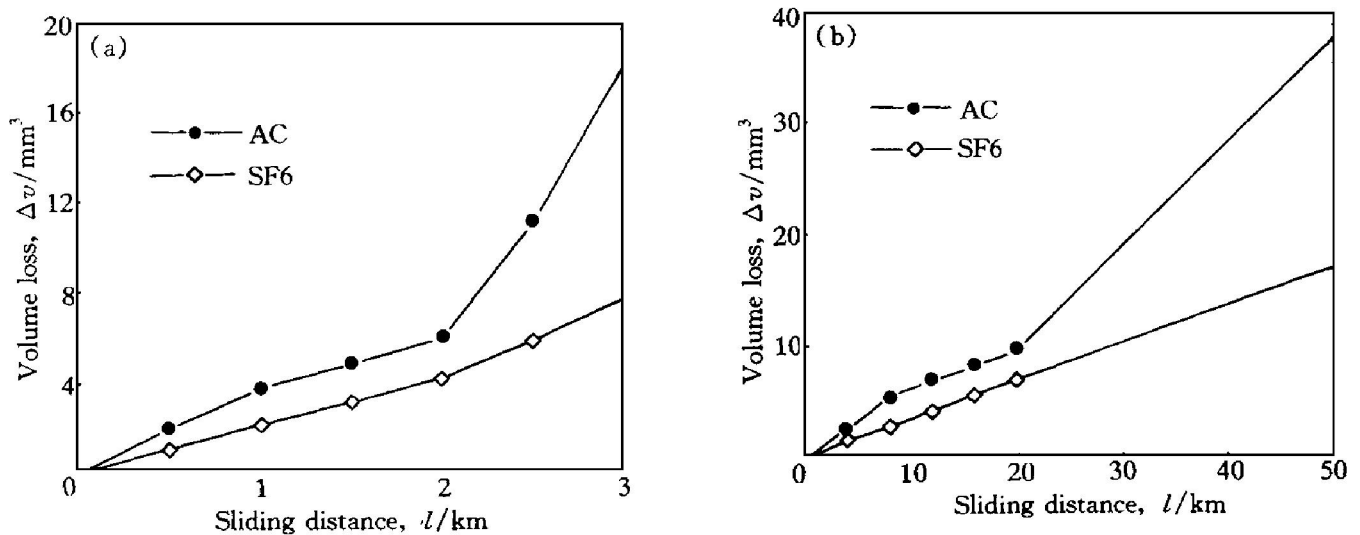 (a)
20
16
12
8
4
0
1
2
3
AC
SF6
Volume loss, Δv/mm³
Sliding distance, l/km
(b)
40
30
20
10
0
10
20
30
40
50
AC
SF6
Volume loss, Δv/mm³
Sliding distance, l/km